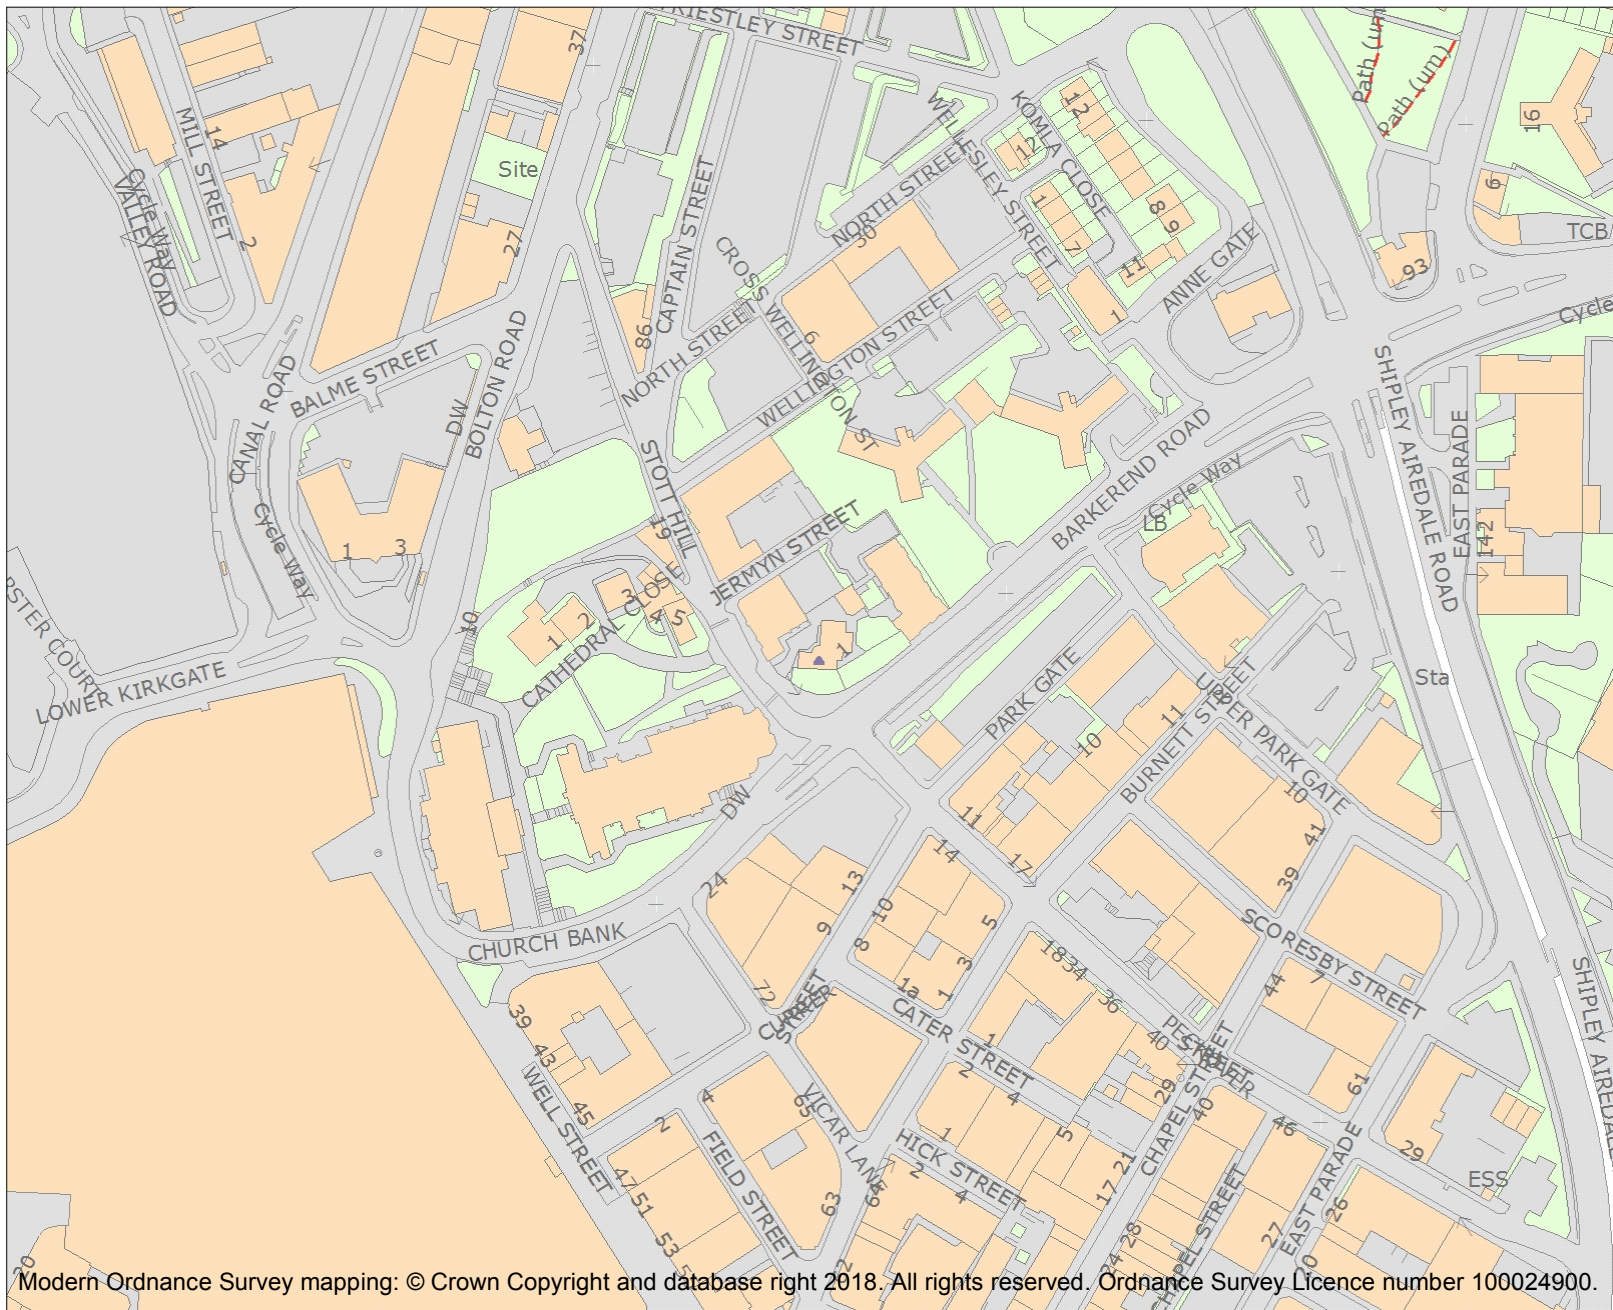 PRIESTLEY STREET
37
Path (um)
Path (um)
MILL STREET
14
Cycle Way
VALLEY ROAD
2
Site
27
CAPTAIN STREET
WELLESLEY STREET
KOMLA CLOSE
12
12
16
6
TCB
93
1
7
8
9
11
ANNE GATE
1
NORTH STREET
30
CROSS WELLINGTON ST
6
WELLINGTON STREET
NORTH STREET
86
Cycle
CANAL ROAD
BALME STREET
DW
BOLTON ROAD
STOTT HILL
19
JERMYN STREET
BARKEREND ROAD
Cycle Way
LB
SHIPLEY AIREDALE ROAD
EAST PARADE
142
Cycle Way
1
3
10
CATHEDRAL CLOSE
1
2
3
4
5
1
LOWER KIRKGATE
Sta
PARK GATE
10
11
BURNETT STREET
UPPER PARK GATE
10
41
39
DW
11
17
14
24
13
9
10
8
5
3
1a
1
72
CHURCH BANK
CURRER STREET
CATER STREET
18
34
36
40
PECKOVER STREET
SCORESBY STREET
44
7
61
SHIPLEY AIREDALE
39
43
45
WELL STREET
4
2
65
VICAR LANE
1
2
4
5
HICK STREET
2
4
29
40
CHAPEL STREET
46
EAST PARADE
29
ESS
47
51
53
FIELD STREET
63
64
17
21
24
28
CHAPEL STREET
27
26
20
Modern Ordnance Survey mapping: © Crown Copyright and database right 2018. All rights reserved. Ordnance Survey Licence number 100024900.